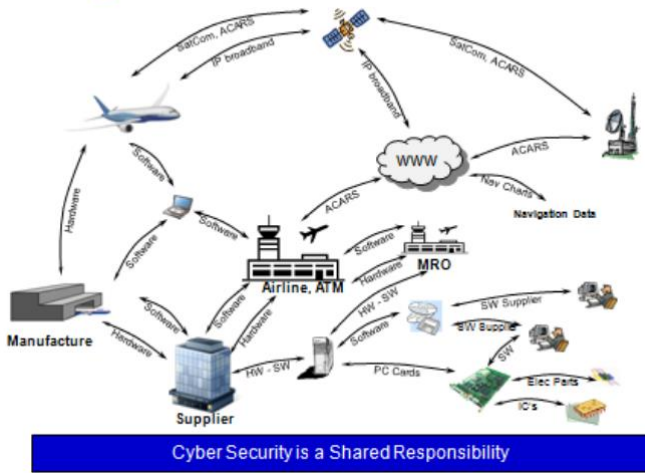 SatCom, ACARS
IP broadband
SatCom, ACARS
IP broadband
WWW
ACARS
Nav Charts
Navigation Data
Software
Hardware
Software
Software
ACARS
Software
Hardware
MRO
Airline, ATM
HW - SW
Software
SW Supplier
SW Supplier
SW
Manufacture
Software
Hardware
Software
Hardware
HW - SW
PC Cards
Elec Parts
IC's
Supplier
Cyber Security is a Shared Responsibility